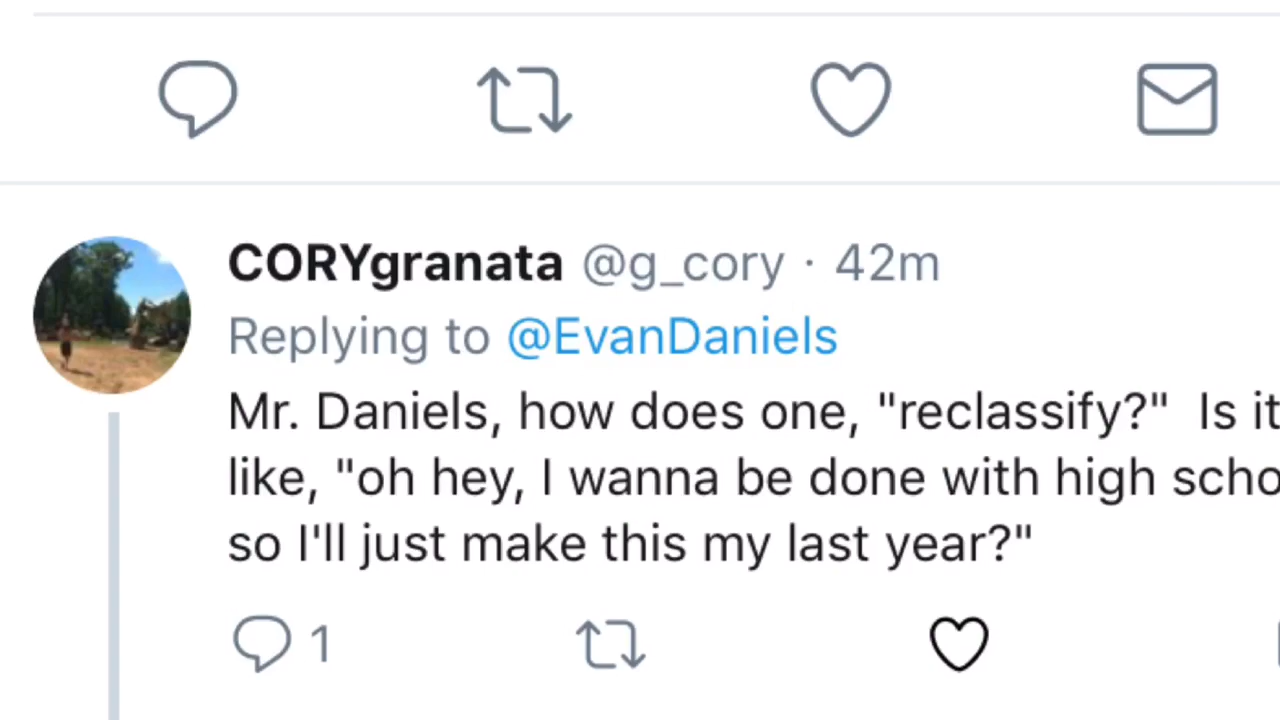 CORYgranata @g_cory · 42m
Replying to @EvanDaniels
Mr. Daniels, how does one, "reclassify?" Is it
like, "oh hey, I wanna be done with high scho
so I'll just make this my last year?"
1